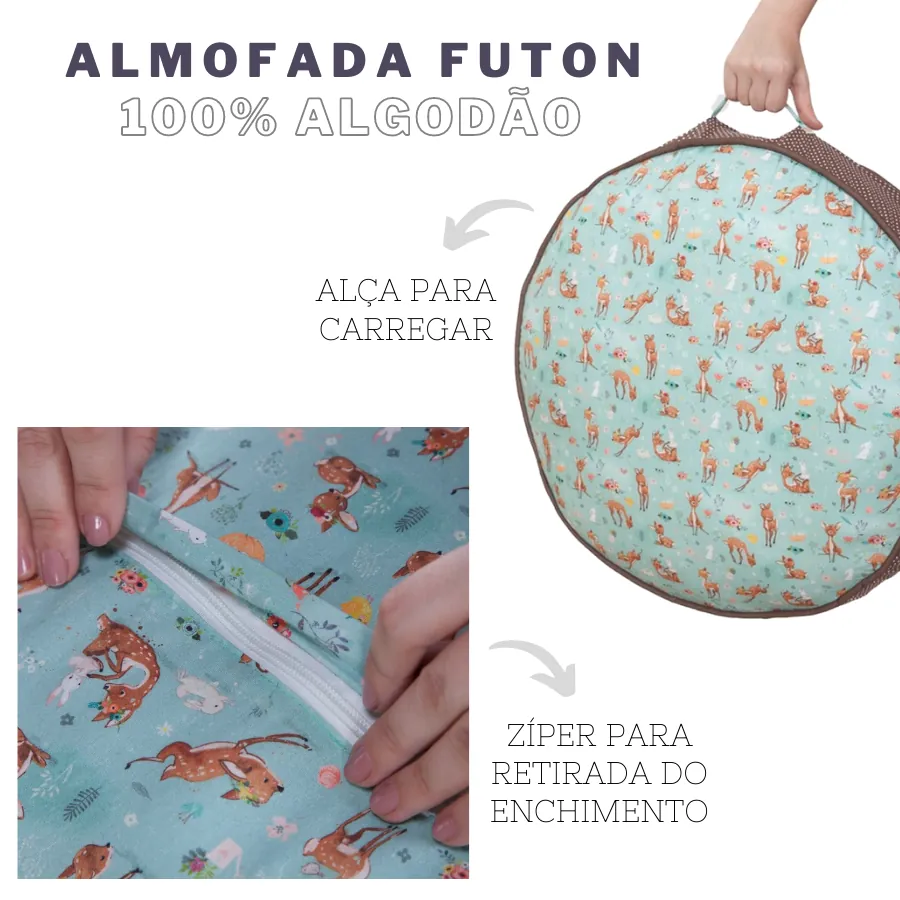 ALMOFADA FUTON
100% ALGODÃO
ALÇA PARA
CARREGAR
ZÍPER PARA
RETIRADA DO
ENCHIMENTO